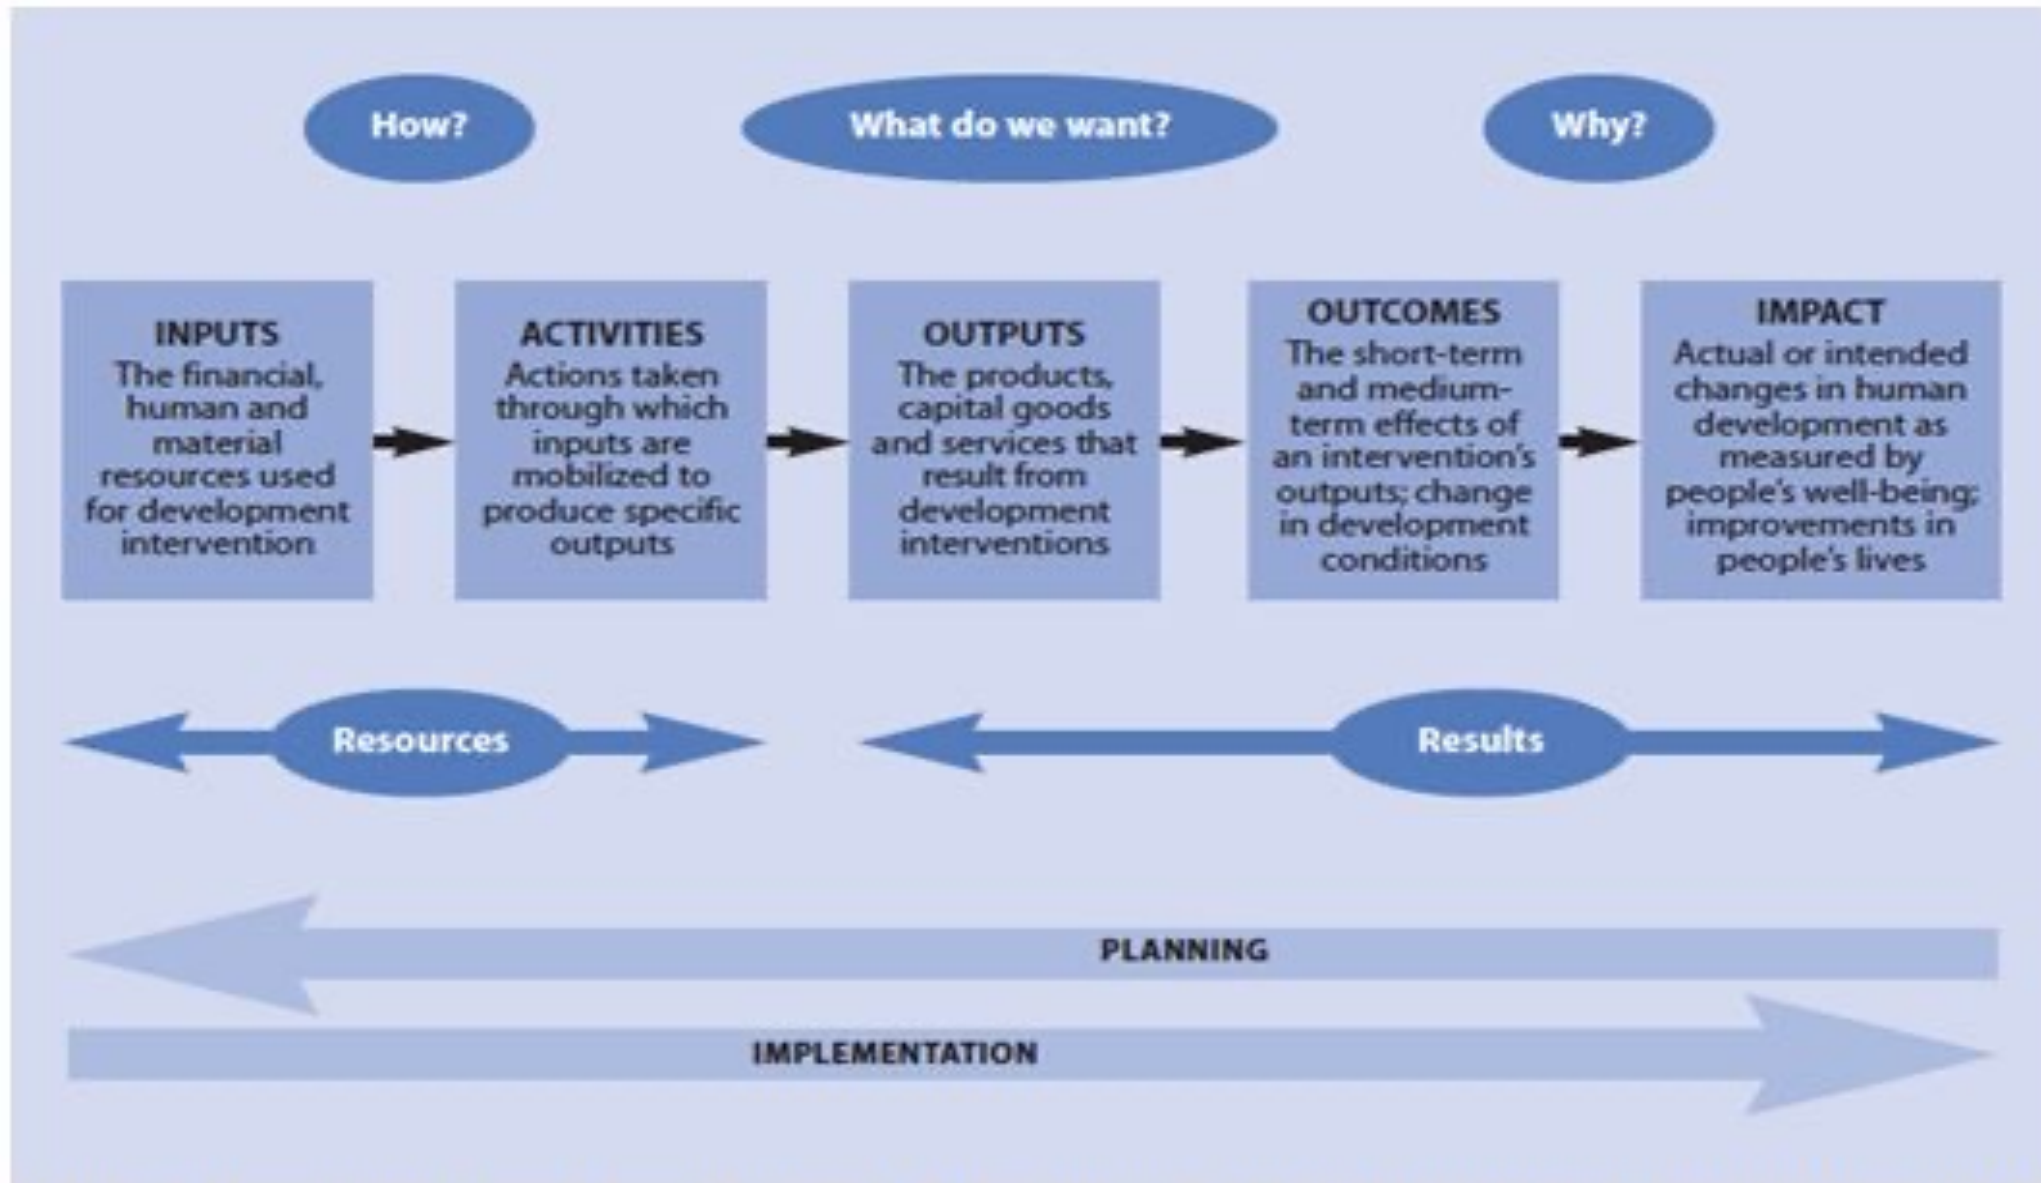 How?
What do we want?
Why?
INPUTS
The financial,
human and
material
resources used
for development
intervention
ACTIVITIES
Actions taken
through which
inputs are
mobilized to
produce specific
outputs
OUTPUTS
The products,
capital goods
and services that
result from
development
interventions
OUTCOMES
The short-term
and medium-
term effects of
an intervention's
outputs; change
in development
conditions
IMPACT
Actual or intended
changes in human
development as
measured by
people's well-being;
improvements in
people's lives
Resources
Results
PLANNING
IMPLEMENTATION